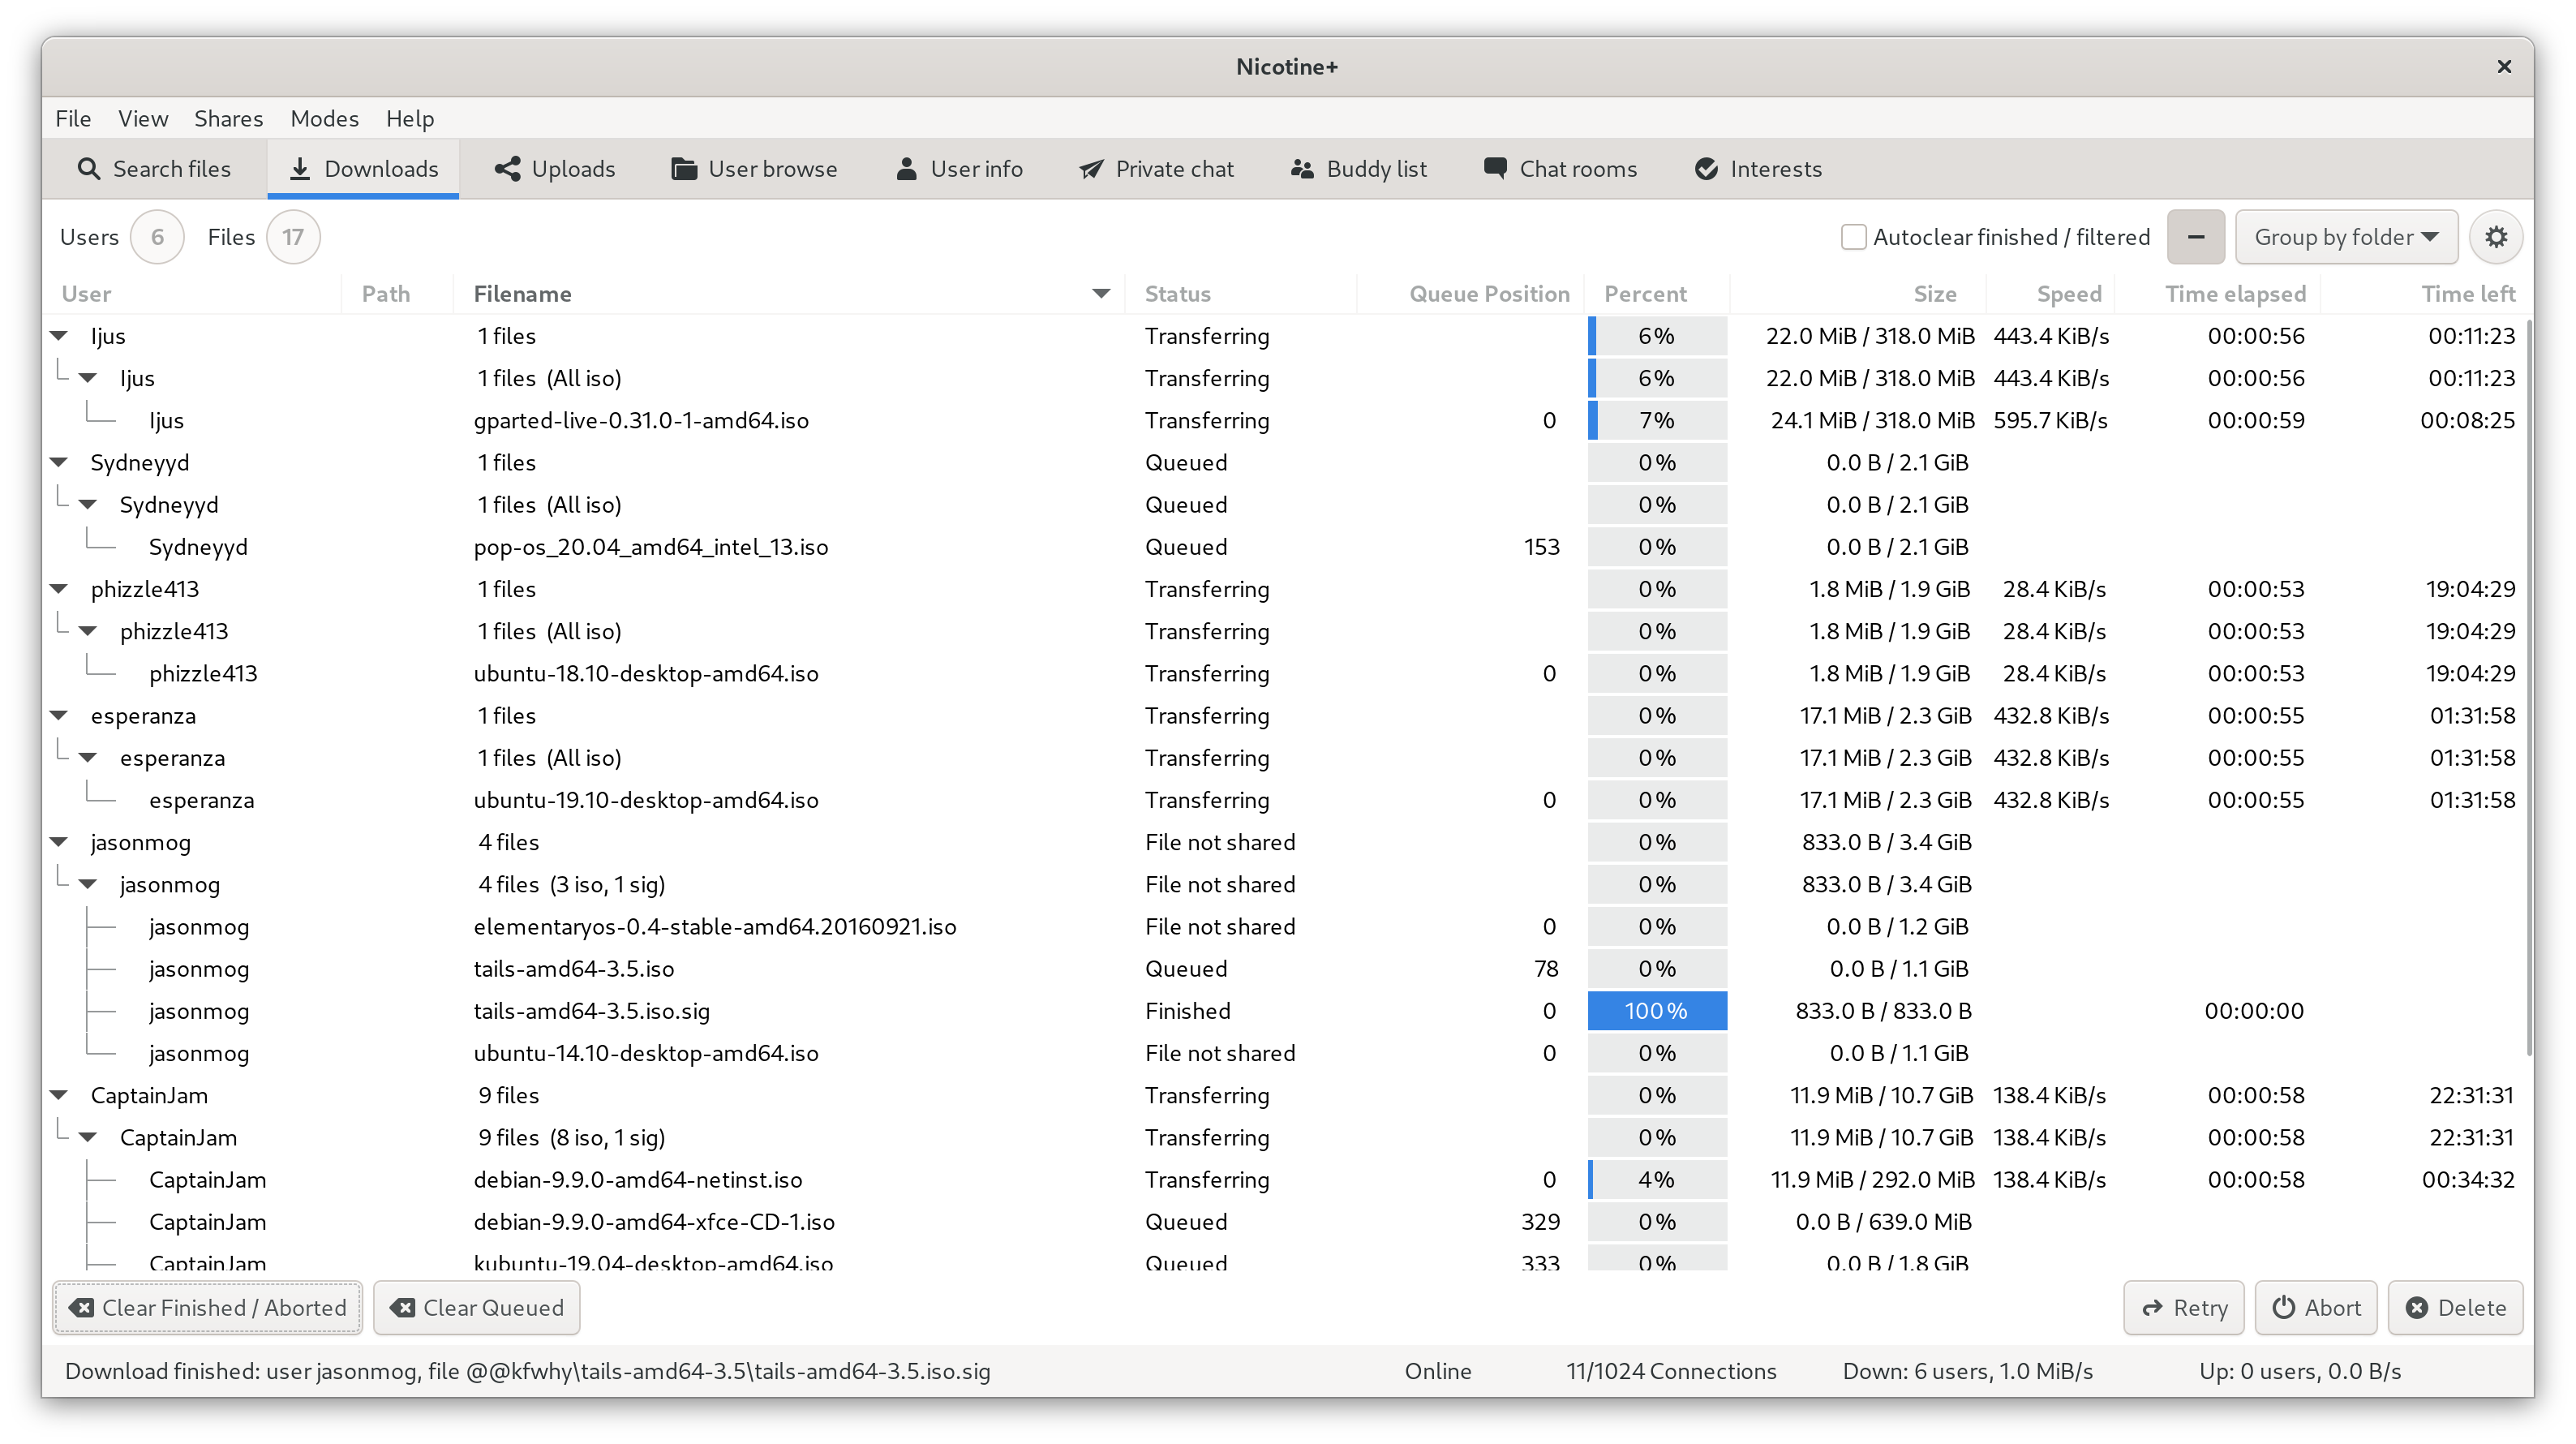 Nicotine+
File View Shares Modes Help
Search files Downloads Uploads User browse User info Private chat Buddy list Chat rooms Interests
Users 6 Files 17 Autoclear finished / filtered Group by folder
User Path Filename Status Queue Position Percent Size Speed Time elapsed Time left
ljus 1 files Transferring 6% 22.0 MiB / 318.0 MiB 443.4 KiB/s 00:00:56 00:11:23
ljus 1 files (All iso) Transferring 6% 22.0 MiB / 318.0 MiB 443.4 KiB/s 00:00:56 00:11:23
ljus gparted-live-0.31.0-1-amd64.iso Transferring 0 7% 24.1 MiB / 318.0 MiB 595.7 KiB/s 00:00:59 00:08:25
Sydneyyd 1 files Queued 0% 0.0 B / 2.1 GiB
Sydneyyd 1 files (All iso) Queued 0% 0.0 B / 2.1 GiB
Sydneyyd pop-os_20.04_amd64_intel_13.iso Queued 153 0% 0.0 B / 2.1 GiB
phizzle413 1 files Transferring 0% 1.8 MiB / 1.9 GiB 28.4 KiB/s 00:00:53 19:04:29
phizzle413 1 files (All iso) Transferring 0% 1.8 MiB / 1.9 GiB 28.4 KiB/s 00:00:53 19:04:29
phizzle413 ubuntu-18.10-desktop-amd64.iso Transferring 0 0% 1.8 MiB / 1.9 GiB 28.4 KiB/s 00:00:53 19:04:29
esperanza 1 files Transferring 0% 17.1 MiB / 2.3 GiB 432.8 KiB/s 00:00:55 01:31:58
esperanza 1 files (All iso) Transferring 0% 17.1 MiB / 2.3 GiB 432.8 KiB/s 00:00:55 01:31:58
esperanza ubuntu-19.10-desktop-amd64.iso Transferring 0 0% 17.1 MiB / 2.3 GiB 432.8 KiB/s 00:00:55 01:31:58
jasonmog 4 files File not shared 0% 833.0 B / 3.4 GiB
jasonmog 4 files (3 iso, 1 sig) File not shared 0% 833.0 B / 3.4 GiB
jasonmog elementaryos-0.4-stable-amd64.20160921.iso File not shared 0 0% 0.0 B / 1.2 GiB
jasonmog tails-amd64-3.5.iso Queued 78 0% 0.0 B / 1.1 GiB
jasonmog tails-amd64-3.5.iso.sig Finished 0 100% 833.0 B / 833.0 B 00:00:00
jasonmog ubuntu-14.10-desktop-amd64.iso File not shared 0 0% 0.0 B / 1.1 GiB
CaptainJam 9 files Transferring 0% 11.9 MiB / 10.7 GiB 138.4 KiB/s 00:00:58 22:31:31
CaptainJam 9 files (8 iso, 1 sig) Transferring 0% 11.9 MiB / 10.7 GiB 138.4 KiB/s 00:00:58 22:31:31
CaptainJam debian-9.9.0-amd64-netinst.iso Transferring 0 4% 11.9 MiB / 292.0 MiB 138.4 KiB/s 00:00:58 00:34:32
CaptainJam debian-9.9.0-amd64-xfce-CD-1.iso Queued 329 0% 0.0 B / 639.0 MiB
CaptainJam kubuntu-19.04-desktop-amd64.iso Queued 333 0% 0.0 B / 1.8 GiB
Clear Finished / Aborted Clear Queued Retry Abort Delete
Download finished: user jasonmog, file @@kfwhy\tails-amd64-3.5\tails-amd64-3.5.iso.sig Online 11/1024 Connections Down: 6 users, 1.0 MiB/s Up: 0 users, 0.0 B/s